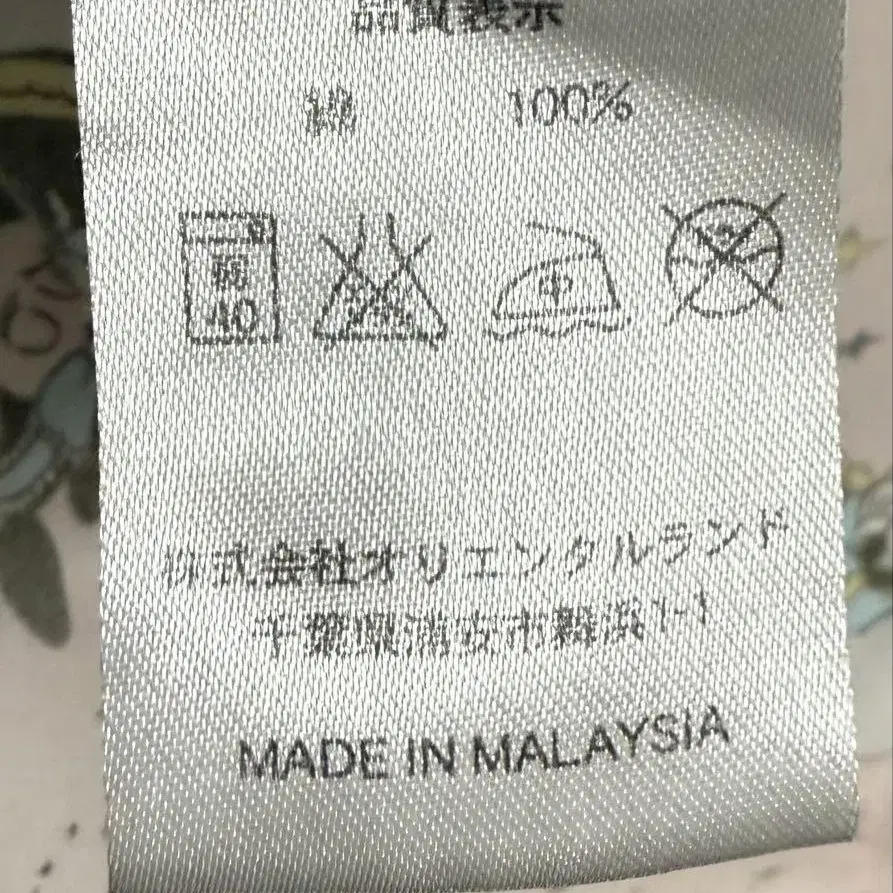 品質表示
綿 100%
弱 40 中
株式会社オリエンタルランド
千葉県浦安市舞浜1-1
MADE IN MALAYSIA